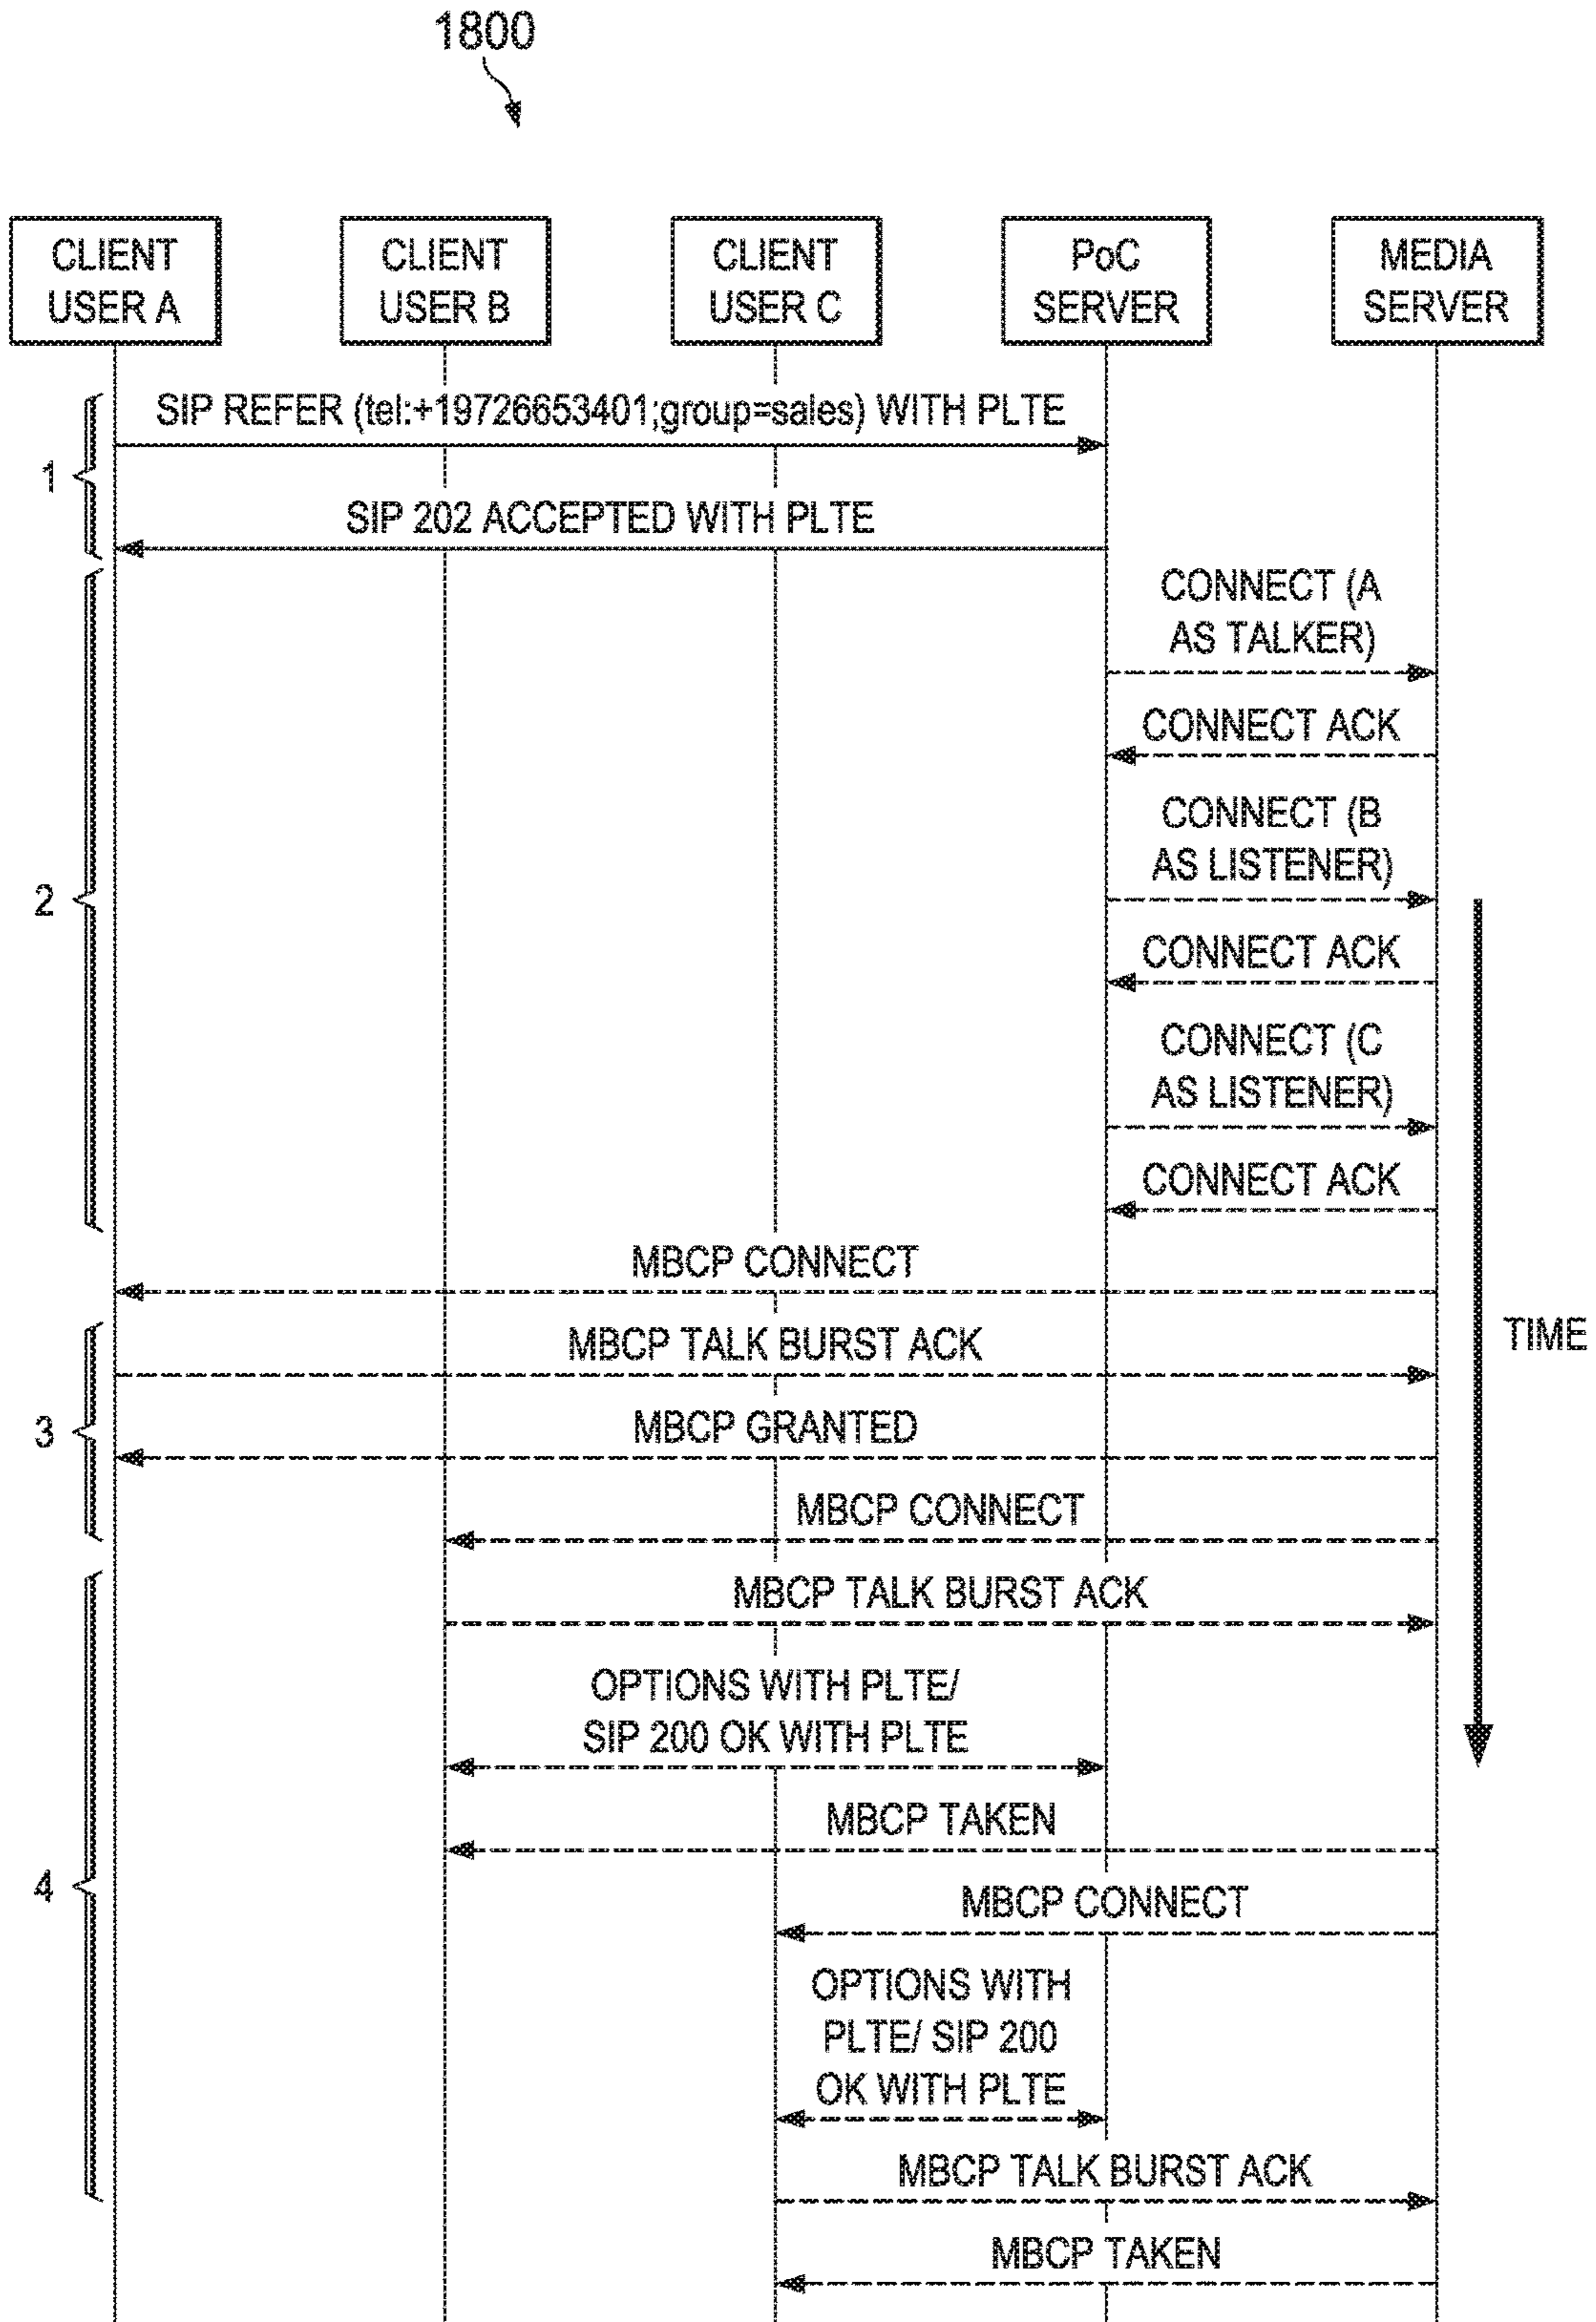 1800
CLIENT
USER A
CLIENT
USER B
CLIENT
USER C
PoC
SERVER
MEDIA
SERVER
SIP REFER (tel:+19726653401;group=sales) WITH PLTE
1
SIP 202 ACCEPTED WITH PLTE
CONNECT (A
AS TALKER)
CONNECT ACK
CONNECT (B
AS LISTENER)
2
CONNECT ACK
CONNECT (C
AS LISTENER)
CONNECT ACK
MBCP CONNECT
TIME
MBCP TALK BURST ACK
3
MBCP GRANTED
MBCP CONNECT
MBCP TALK BURST ACK
OPTIONS WITH PLTE/
SIP 200 OK WITH PLTE
MBCP TAKEN
4
MBCP CONNECT
OPTIONS WITH
PLTE/ SIP 200
OK WITH PLTE
MBCP TALK BURST ACK
MBCP TAKEN